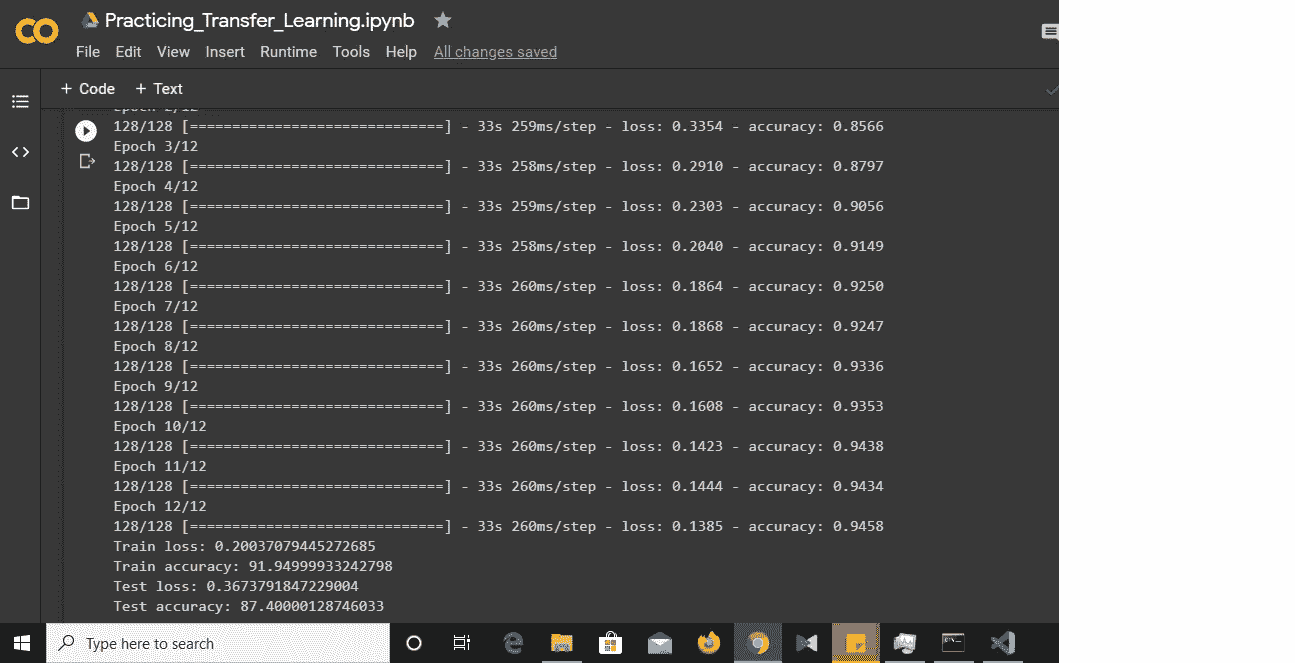 Practicing_Transfer_Learning.ipynb
File Edit View Insert Runtime Tools Help All changes saved
+ Code + Text
Epoch 2/12
128/128 [==============================] - 33s 259ms/step - loss: 0.3354 - accuracy: 0.8566
Epoch 3/12
128/128 [==============================] - 33s 258ms/step - loss: 0.2910 - accuracy: 0.8797
Epoch 4/12
128/128 [==============================] - 33s 259ms/step - loss: 0.2303 - accuracy: 0.9056
Epoch 5/12
128/128 [==============================] - 33s 258ms/step - loss: 0.2040 - accuracy: 0.9149
Epoch 6/12
128/128 [==============================] - 33s 260ms/step - loss: 0.1864 - accuracy: 0.9250
Epoch 7/12
128/128 [==============================] - 33s 260ms/step - loss: 0.1868 - accuracy: 0.9247
Epoch 8/12
128/128 [==============================] - 33s 260ms/step - loss: 0.1652 - accuracy: 0.9336
Epoch 9/12
128/128 [==============================] - 33s 260ms/step - loss: 0.1608 - accuracy: 0.9353
Epoch 10/12
128/128 [==============================] - 33s 260ms/step - loss: 0.1423 - accuracy: 0.9438
Epoch 11/12
128/128 [==============================] - 33s 260ms/step - loss: 0.1444 - accuracy: 0.9434
Epoch 12/12
128/128 [==============================] - 33s 260ms/step - loss: 0.1385 - accuracy: 0.9458
Train loss: 0.20037079445272685
Train accuracy: 91.94999933242798
Test loss: 0.3673791847229004
Test accuracy: 87.40000128746033
Type here to search